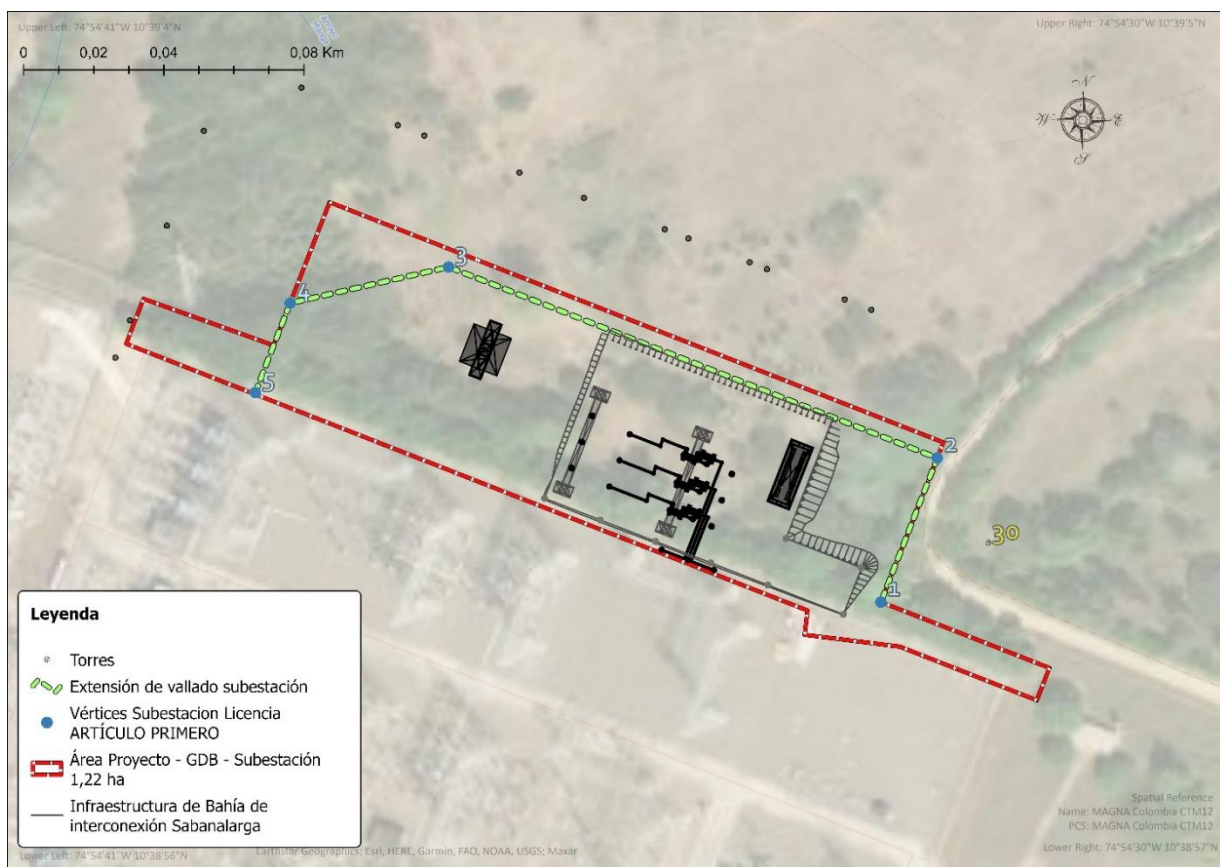 Upper Left: 74°54'41"W 10°39'4"
Upper Right: 74°54'30"W 10°39'5"N
0 0,02 0,04 0,08 Km
N
S
3
4
5
2
30
1
Leyenda
Torres
Extensión de vallado subestación
Vértices Subestacion Licencia
ARTÍCULO PRIMERO
Área Proyecto - GDB - Subestación
1,22 ha
Infraestructura de Bahía de
interconexión Sabanalarga
Spatial Reference
Name: MAGNA Colombia CTM12
PCS: MAGNA Colombia CTM12
Lower Left: 74°54'41"W 10°38'56"
Earthstar Geographics; Esri, HERE, Garmin, FAO, NOAA, USGS; Maxar
Lower Right: 74°54'30"W 10°38'57"N